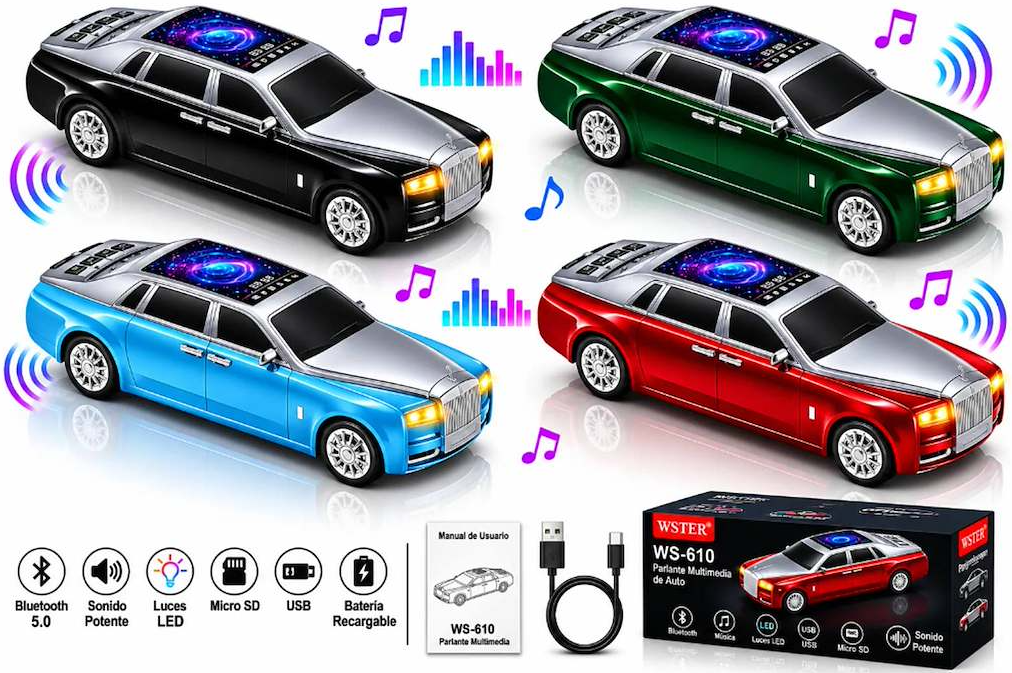 Bluetooth
5.0
Sonido
Potente
Luces
LED
Micro SD
USB
Batería
Recargable
Manual de Usuario
WS-610
Parlante Multimedia
WSTER®
WS-610
Parlante Multimedia
de Auto
Bluetooth
Música
LED
Luces LED
USB
USB
Micro SD
Sonido
Potente
WSTER®